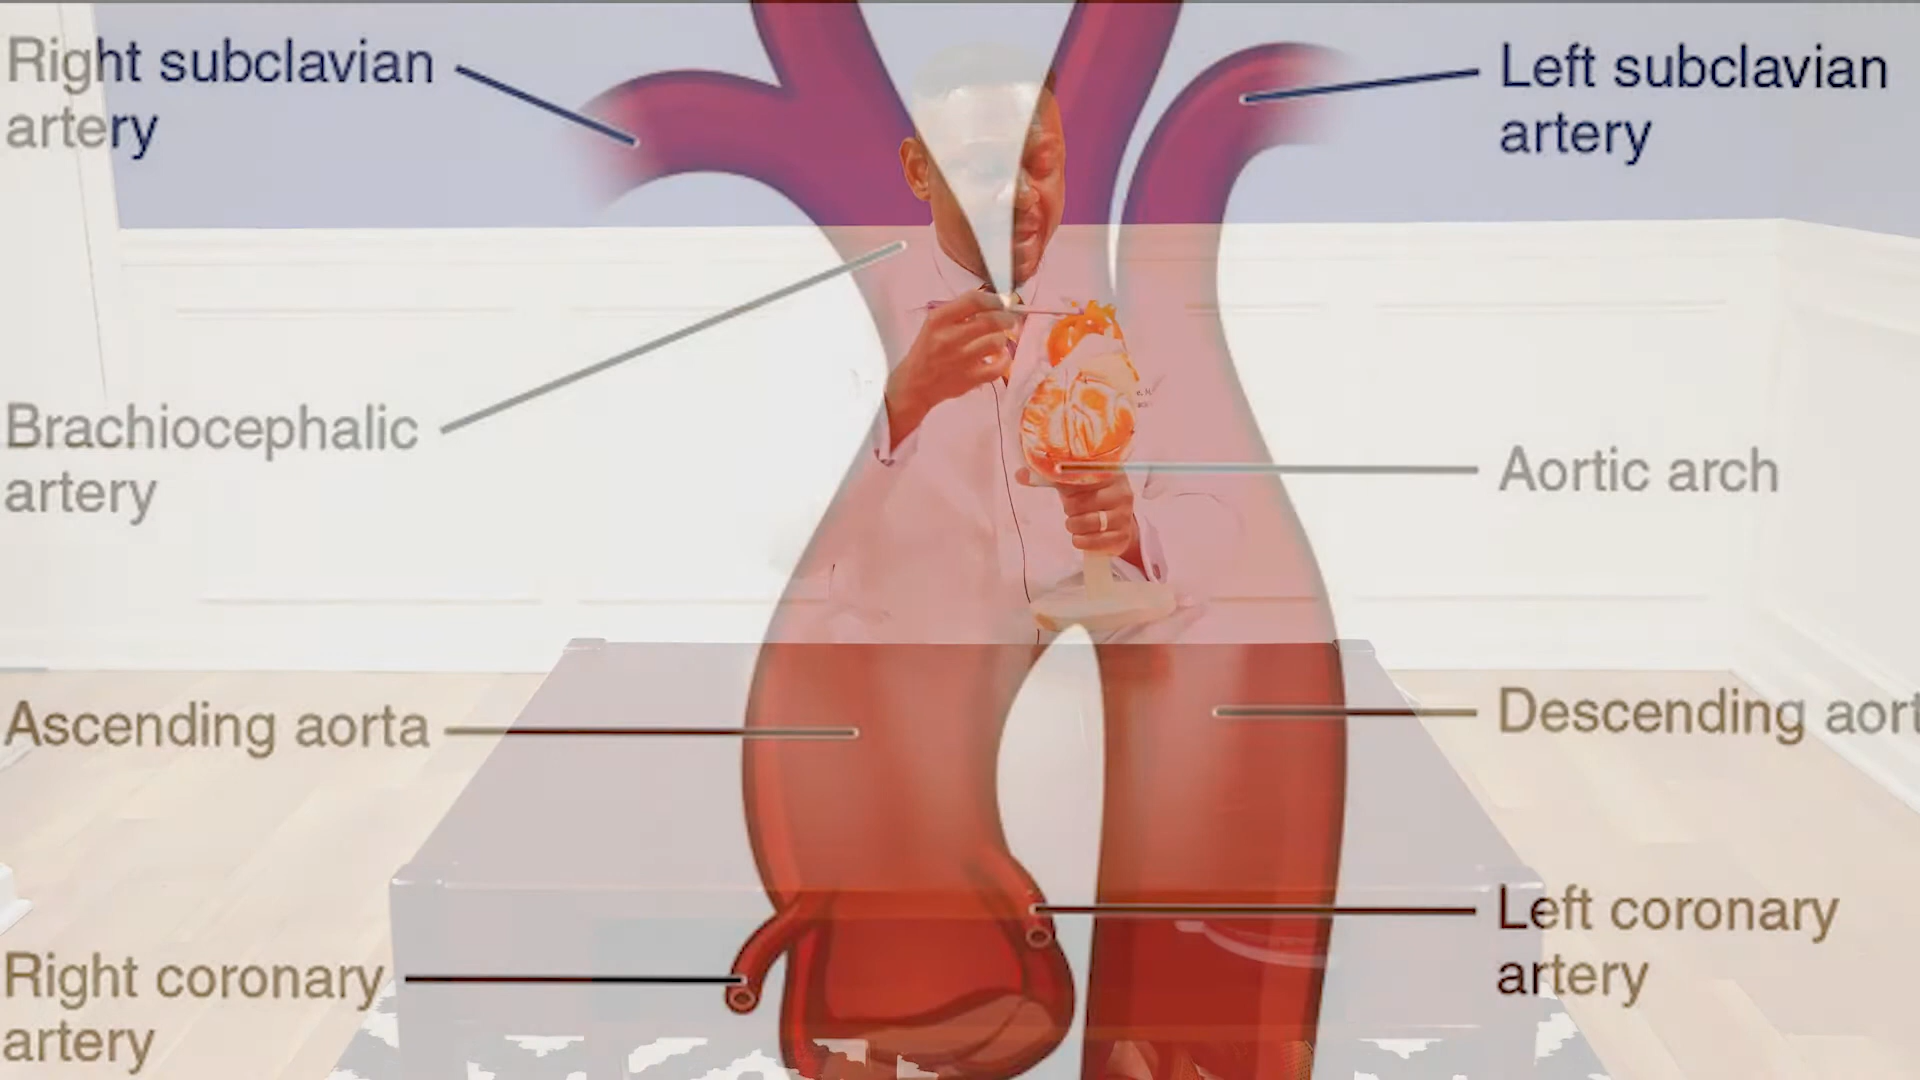 Right subclavian
artery
Left subclavian
artery
Brachiocephalic
artery
Aortic arch
Ascending aorta
Descending aort
Right coronary
artery
Left coronary
artery